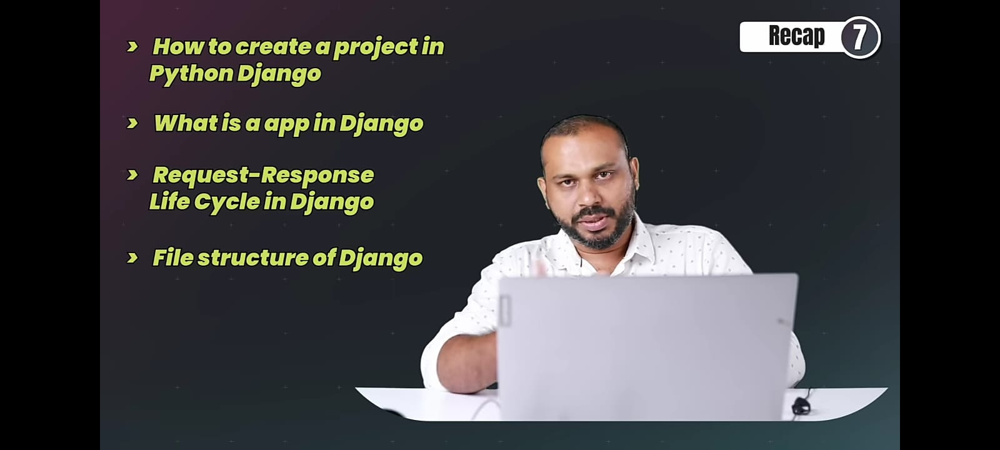 Recap 7
› How to create a project in
Python Django
› What is a app in Django
› Request-Response
Life Cycle in Django
› File structure of Django